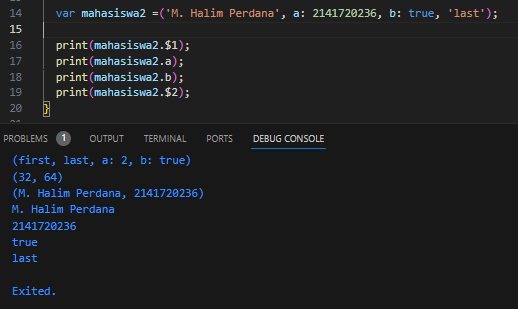 14 var mahasiswa2 =('M. Halim Perdana', a: 2141720236, b: true, 'last');
15
16 print(mahasiswa2.$1);
17 print(mahasiswa2.a);
18 print(mahasiswa2.b);
19 print(mahasiswa2.$2);
20 }
PROBLEMS 1 OUTPUT TERMINAL PORTS DEBUG CONSOLE
(first, last, a: 2, b: true)
(32, 64)
(M. Halim Perdana, 2141720236)
M. Halim Perdana
2141720236
true
last
Exited.